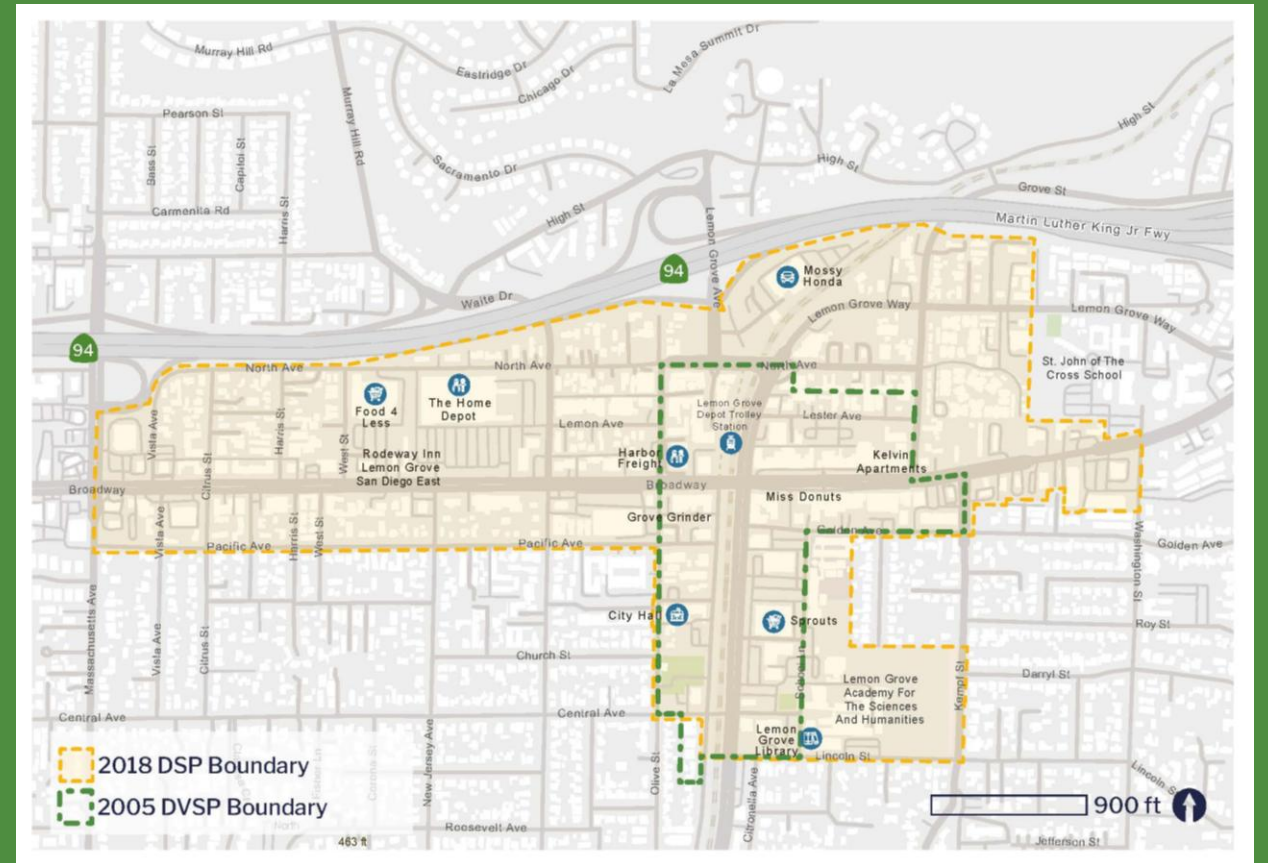 La Mesa Summit Dr
Murray Hill Rd
Eastridge Dr
Chicago Dr
Pearson St
Murray Hill Rd
High St
Bass St
Capitol St
Sacramento Dr
High St
Grove St
Carmenita Rd
Harris St
High St
Lemon Grove Ave
Martin Luther King Jr Fwy
94
Mossy
Honda
Waite Dr
Lemon Grove Way
Lemon Grove Way
94
North Ave
North Ave
North Ave
St. John of The
Cross School
Food 4
Less
The Home
Depot
Lemon Grove
Depot Trolley
Station
Vista Ave
Harris St
Lemon Ave
Lester Ave
West St
Citrus St
Rodeway Inn
Lemon Grove
San Diego East
Harbor
Freight
Kelvin
Apartments
Broadway
Broadway
Miss Donuts
Grove Grinder
Vista Ave
Harris St
West St
Golden Ave
Pacific Ave
Pacific Ave
Washington St
Golden Ave
Massachusetts Ave
City Hall
Sprouts
Roy St
Vista Ave
Citrus St
Church St
School Ln
Lemon Grove
Academy For
The Sciences
And Humanities
Kempf St
Darryl St
Central Ave
Central Ave
Lemon
Grove
Library
Lincoln St
New Jersey Ave
Olive St
Citronella Ave
Lincoln St
2018 DSP Boundary
2005 DVSP Boundary
900 ft
North
463 ft
Roosevelt Ave
Jefferson St